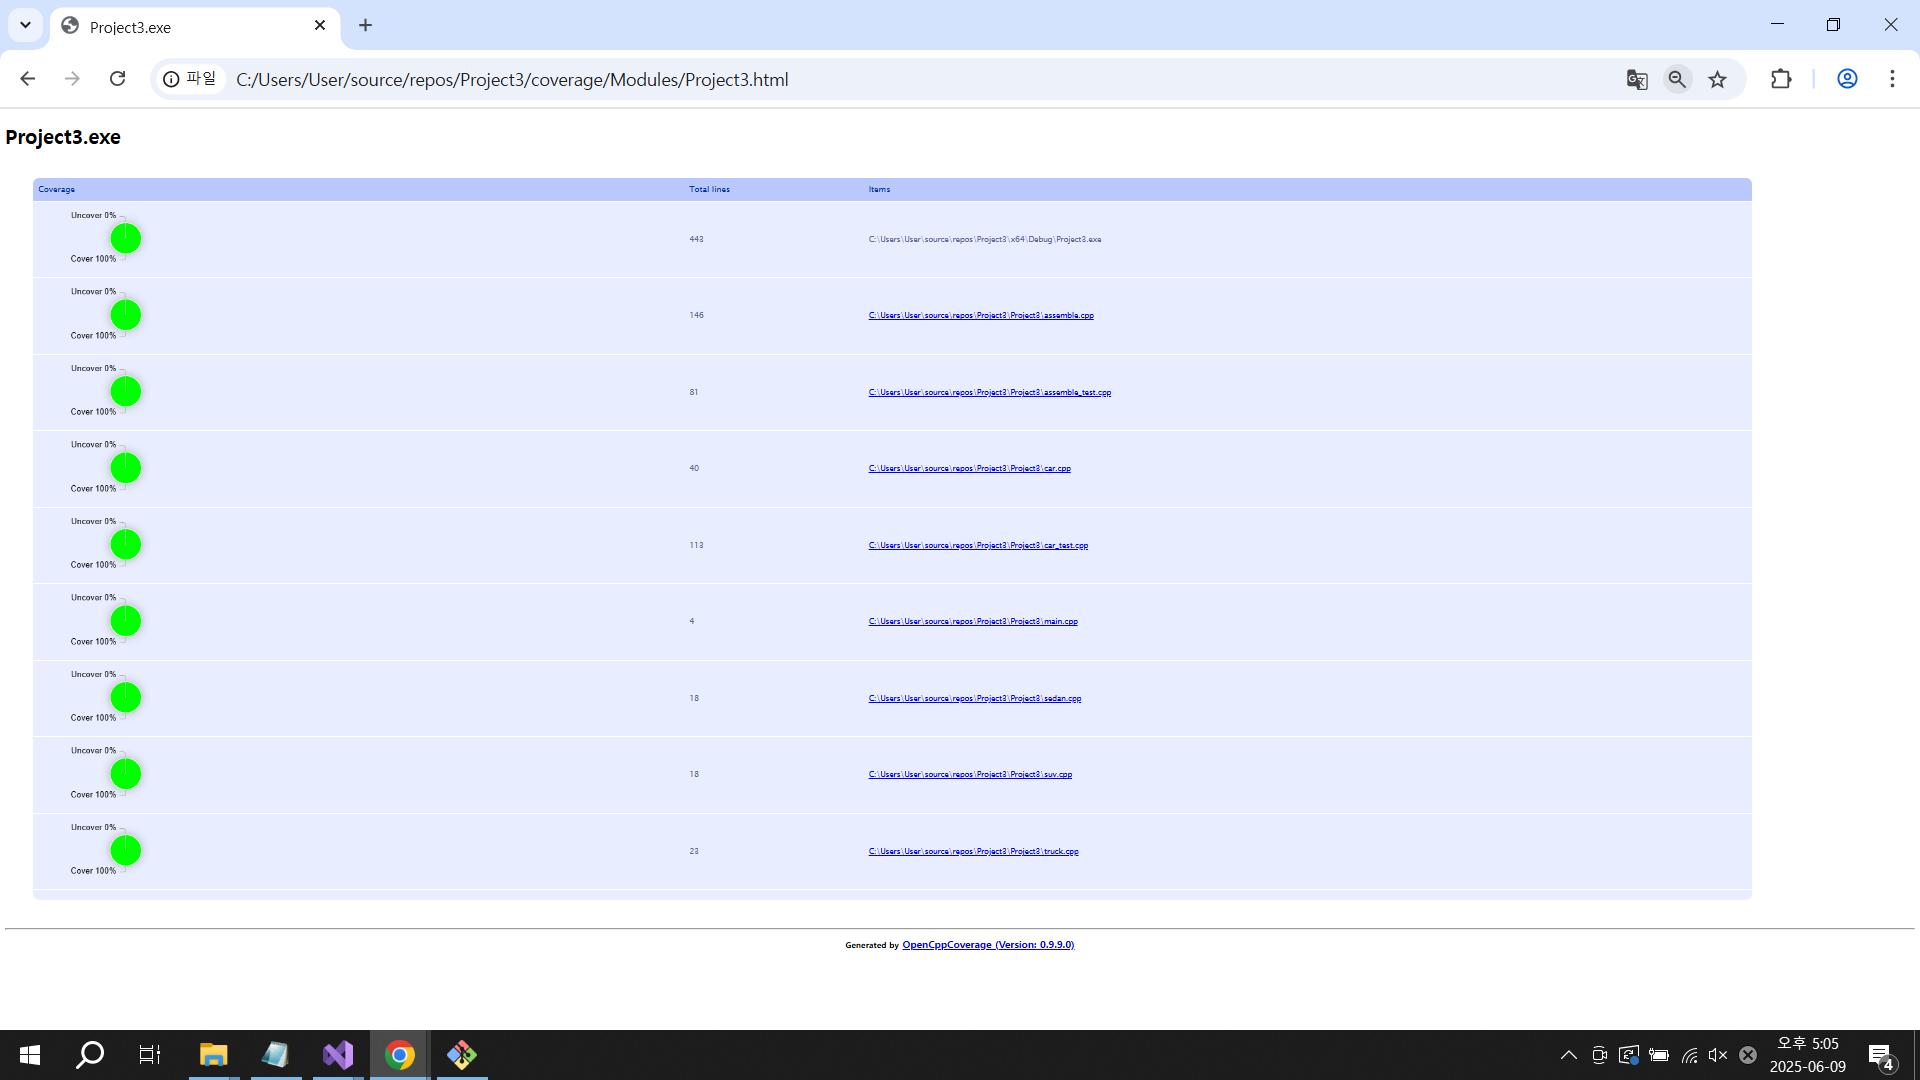 Project3.exe
파일
C:/Users/User/source/repos/Project3/coverage/Modules/Project3.html
Project3.exe
Coverage Total lines Items
Uncover 0%
Cover 100%
443 C:\Users\User\source\repos\Project3\x64\Debug\Project3.exe
Uncover 0%
Cover 100%
146 C:\Users\User\source\repos\Project3\Project3\assemble.cpp
Uncover 0%
Cover 100%
81 C:\Users\User\source\repos\Project3\Project3\assemble_test.cpp
Uncover 0%
Cover 100%
40 C:\Users\User\source\repos\Project3\Project3\car.cpp
Uncover 0%
Cover 100%
113 C:\Users\User\source\repos\Project3\Project3\car_test.cpp
Uncover 0%
Cover 100%
4 C:\Users\User\source\repos\Project3\Project3\main.cpp
Uncover 0%
Cover 100%
18 C:\Users\User\source\repos\Project3\Project3\sedan.cpp
Uncover 0%
Cover 100%
18 C:\Users\User\source\repos\Project3\Project3\suv.cpp
Uncover 0%
Cover 100%
23 C:\Users\User\source\repos\Project3\Project3\truck.cpp
Generated by OpenCppCoverage (Version: 0.9.9.0)
오후 5:05
2025-06-09
4